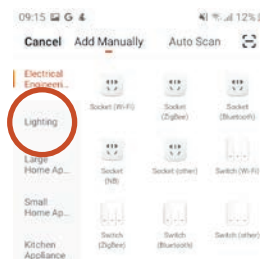 09:15 G 12%
Cancel Add Manually Auto Scan
Electrical
Engineeri...
Socket (Wi-Fi)
Socket
(ZigBee)
Socket
(Bluetooth)
Lighting
Large
Home Ap...
Socket
(NB)
Socket (other)
Switch (Wi-Fi)
Small
Home Ap...
Switch
(ZigBee)
Switch
(Bluetooth)
Switch (other)
Kitchen
Appliance